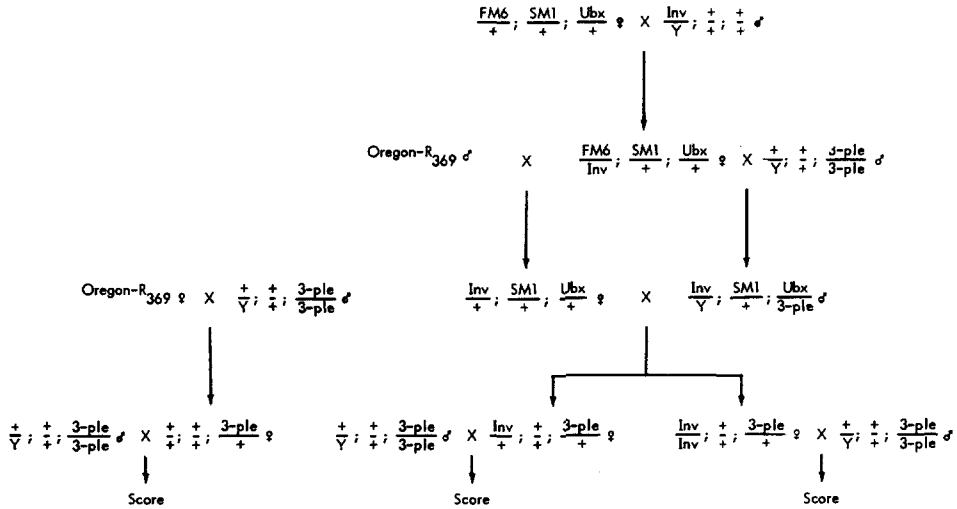 FM6/+ ; SM1/+ ; Ubx/+ ♀ X Inv/Y ; +/+ ; +/+ ♂
Oregon-R369 ♂ X FM6/Inv ; SM1/+ ; Ubx/+ ♀ X +/Y ; +/+ ; 3-ple/3-ple ♂
Oregon-R369 ♀ X +/Y ; +/+ ; 3-ple/3-ple ♂ Inv/+ ; SM1/+ ; Ubx/+ ♀ X Inv/Y ; SM1/+ ; Ubx/3-ple ♂
+/Y ; +/+ ; 3-ple/3-ple ♂ X +/+ ; +/+ ; 3-ple/+ ♀ +/Y ; +/+ ; 3-ple/3-ple ♂ X Inv/+ ; +/+ ; 3-ple/+ ♀ Inv/Inv ; +/+ ; 3-ple/+ ♀ X +/Y ; +/+ ; 3-ple/3-ple ♂
Score Score Score